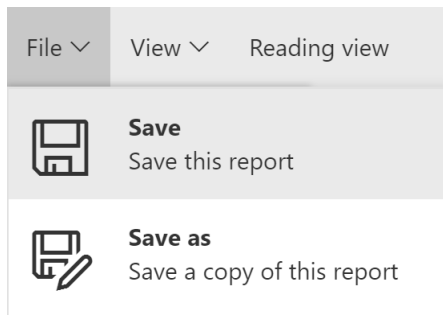 File View Reading view
Save
Save this report
Save as
Save a copy of this report